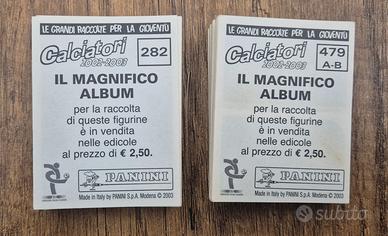 LE GRANDI RACCOLTE PER LA GIOVENTÙ
Calciatori
2002-2003
282
IL MAGNIFICO
ALBUM
per la raccolta
di queste figurine
è in vendita
nelle edicole
al prezzo di € 2,50.
PANINI
Made in Italy by PANINI S.p.A. Modena © 2003
LE GRANDI RACCOLTE PER LA GIOVENTÙ
Calciatori
2002-2003
479
A-B
IL MAGNIFICO
ALBUM
per la raccolta
di queste figurine
è in vendita
nelle edicole
al prezzo di € 2,50.
PANINI
Made in Italy by PANINI S.p.A. Modena © 2003
subito